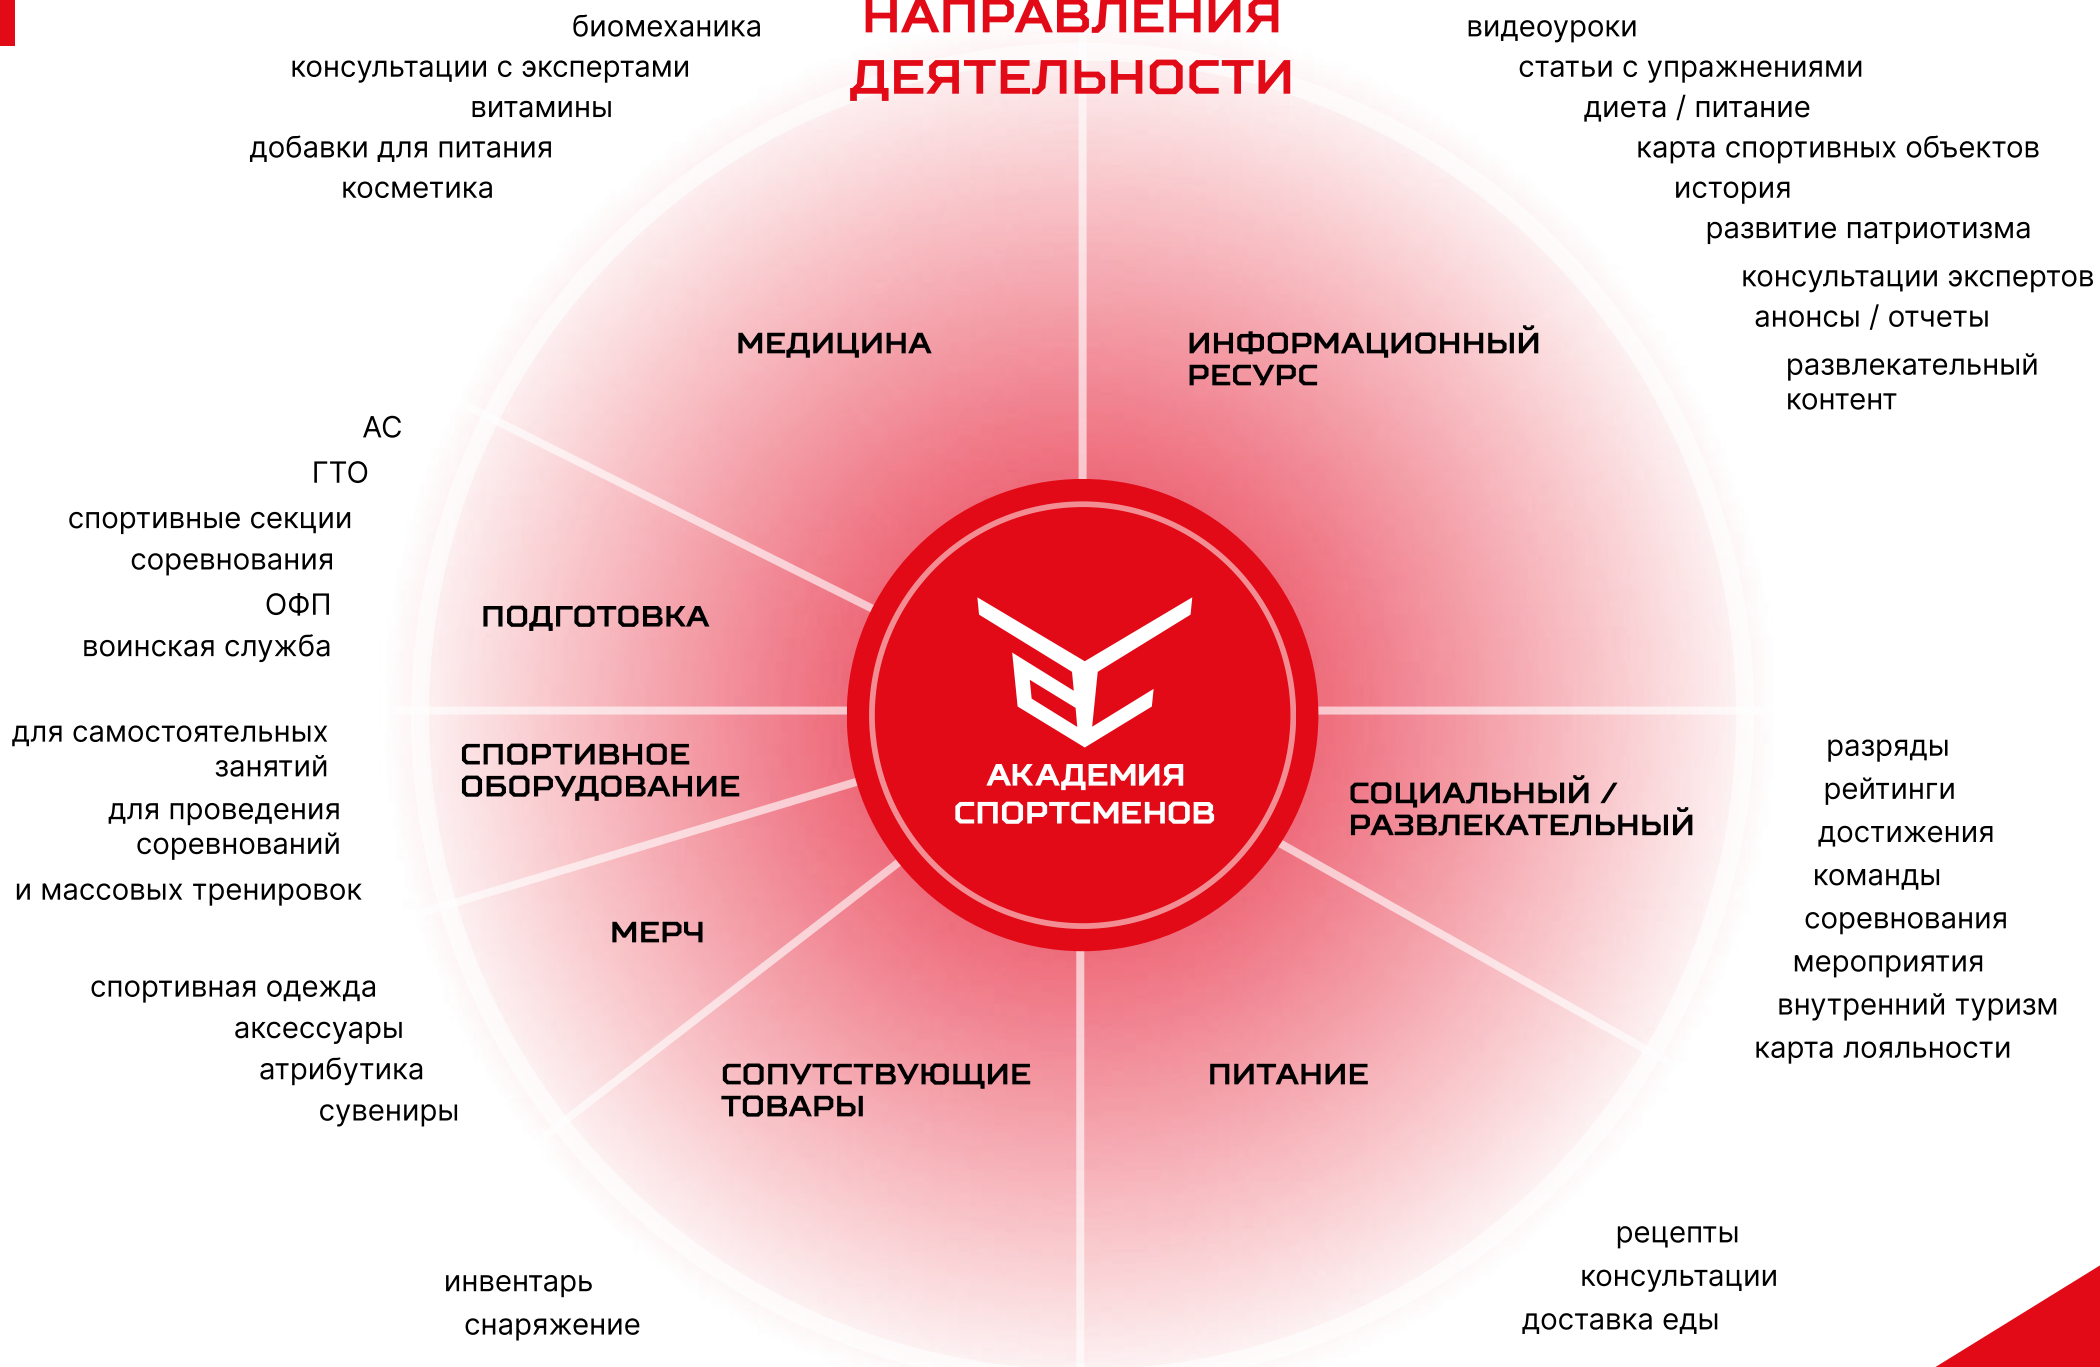 НАПРАВЛЕНИЯ
ДЕЯТЕЛЬНОСТИ
биомеханика
консультации с экспертами
витамины
добавки для питания
косметика
видеоуроки
статьи с упражнениями
диета / питание
карта спортивных объектов
история
развитие патриотизма
консультации экспертов
анонсы / отчеты
развлекательный
контент
МЕДИЦИНА
ИНФОРМАЦИОННЫЙ
РЕСУРС
АС
ГТО
спортивные секции
соревнования
ОФП
воинская служба
ПОДГОТОВКА
для самостоятельных
занятий
для проведения
соревнований
и массовых тренировок
СПОРТИВНОЕ
ОБОРУДОВАНИЕ
АКАДЕМИЯ
СПОРТСМЕНОВ
СОЦИАЛЬНЫЙ /
РАЗВЛЕКАТЕЛЬНЫЙ
разряды
рейтинги
достижения
команды
соревнования
мероприятия
внутренний туризм
карта лояльности
МЕРЧ
спортивная одежда
аксессуары
атрибутика
сувениры
СОПУТСТВУЮЩИЕ
ТОВАРЫ
ПИТАНИЕ
инвентарь
снаряжение
рецепты
консультации
доставка еды